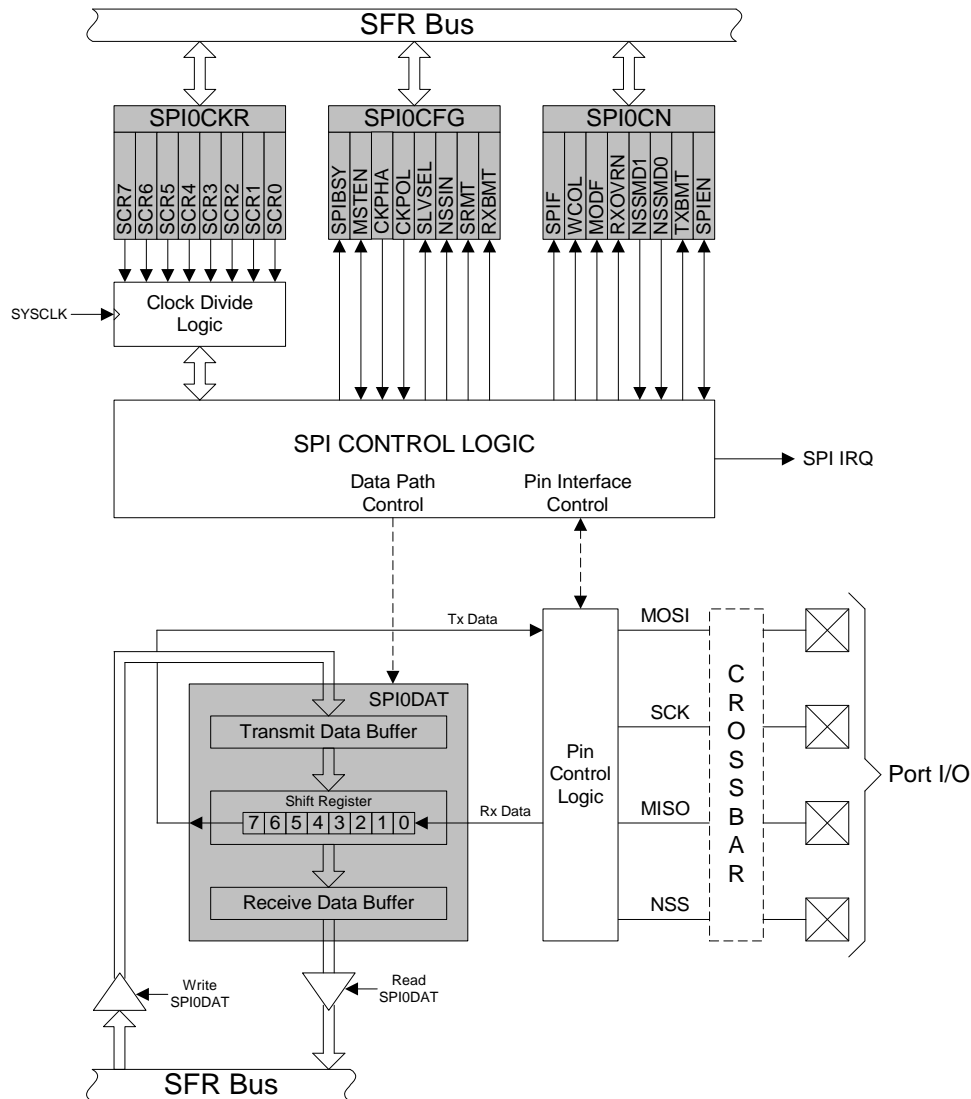 SFR Bus
SPI0CKR
SPI0CFG
SPI0CN
SCR7
SCR6
SCR5
SCR4
SCR3
SCR2
SCR1
SCR0
SPIBSY
MSTEN
CKPHA
CKPOL
SLVSEL
NSSIN
SRMT
RXBMT
SPIF
WCOL
MODF
RXOVRN
NSSMD1
NSSMD0
TXBMT
SPIEN
SYSCLK
Clock Divide
Logic
SPI CONTROL LOGIC
SPI IRQ
Data Path
Control
Pin Interface
Control
Tx Data
MOSI
SPI0DAT
Transmit Data Buffer
SCK
Shift Register
7 6 5 4 3 2 1 0
Rx Data
Pin
Control
Logic
MISO
CROSSBAR
Port I/O
Receive Data Buffer
NSS
Write
SPI0DAT
Read
SPI0DAT
SFR Bus